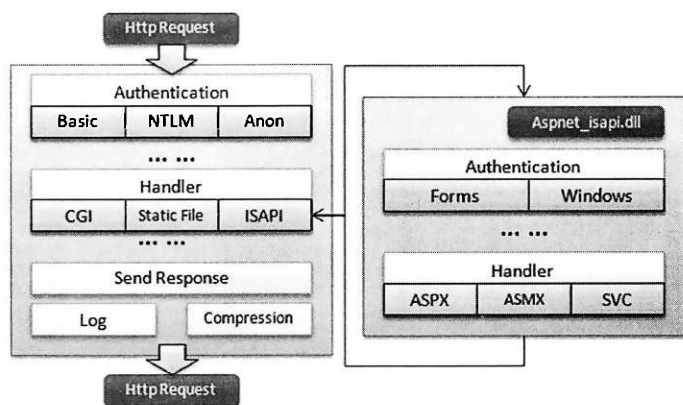 HttpRequest
Authentication
Basic NTLM Anon
... ...
Handler
CGI Static File ISAPI
... ...
Send Response
Log Compression
HttpRequest
Aspnet_isapi.dll
Authentication
Forms Windows
... ...
Handler
ASPX ASMX SVC